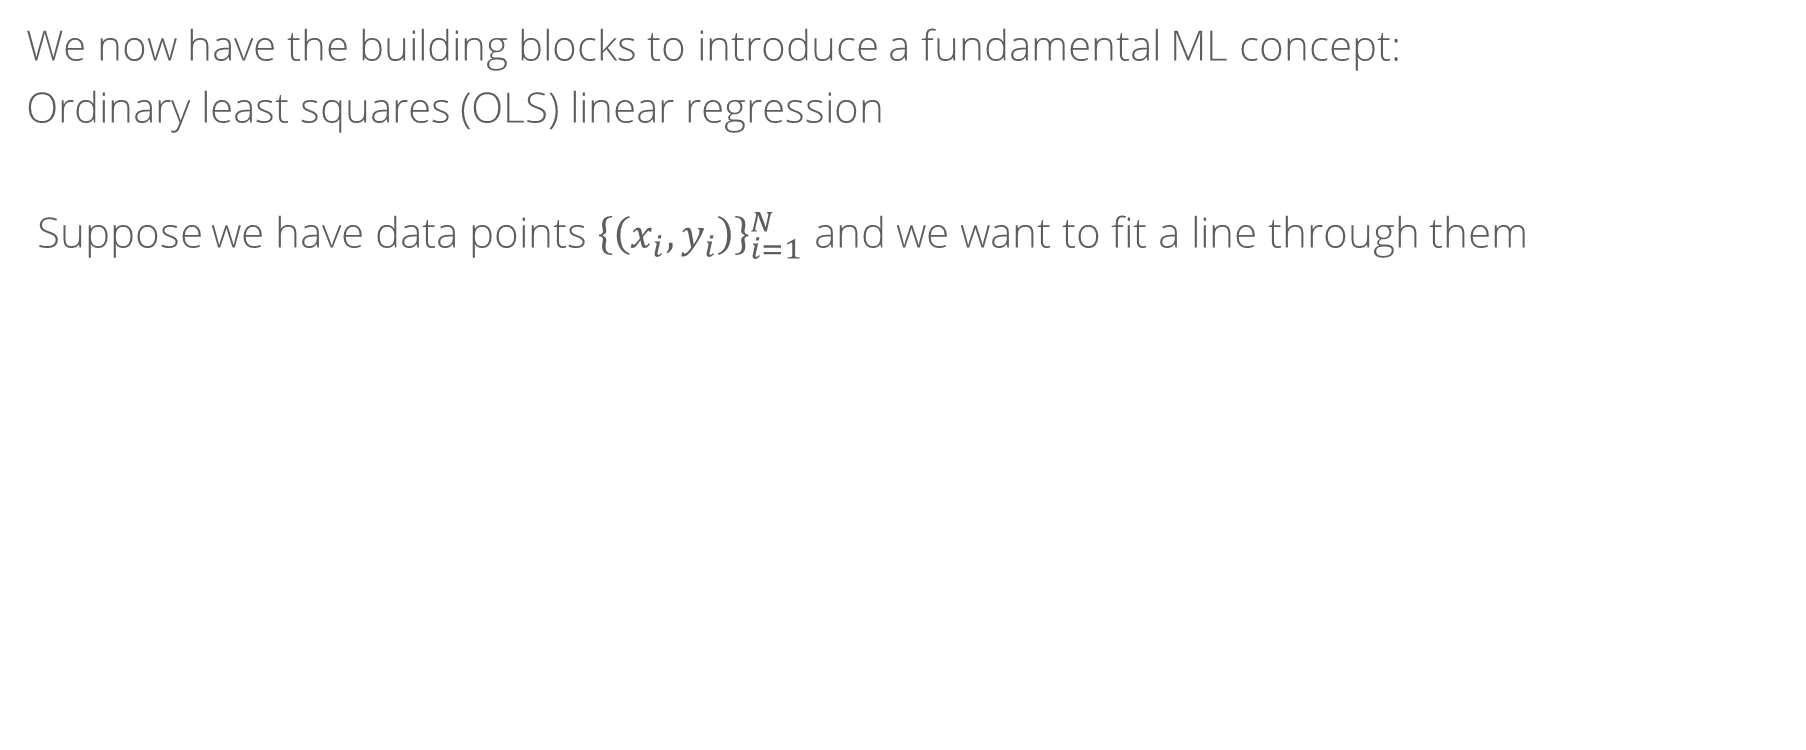 We now have the building blocks to introduce a fundamental ML concept:
Ordinary least squares (OLS) linear regression
Suppose we have data points $\{(x_i, y_i)\}_{i=1}^{N}$ and we want to fit a line through them